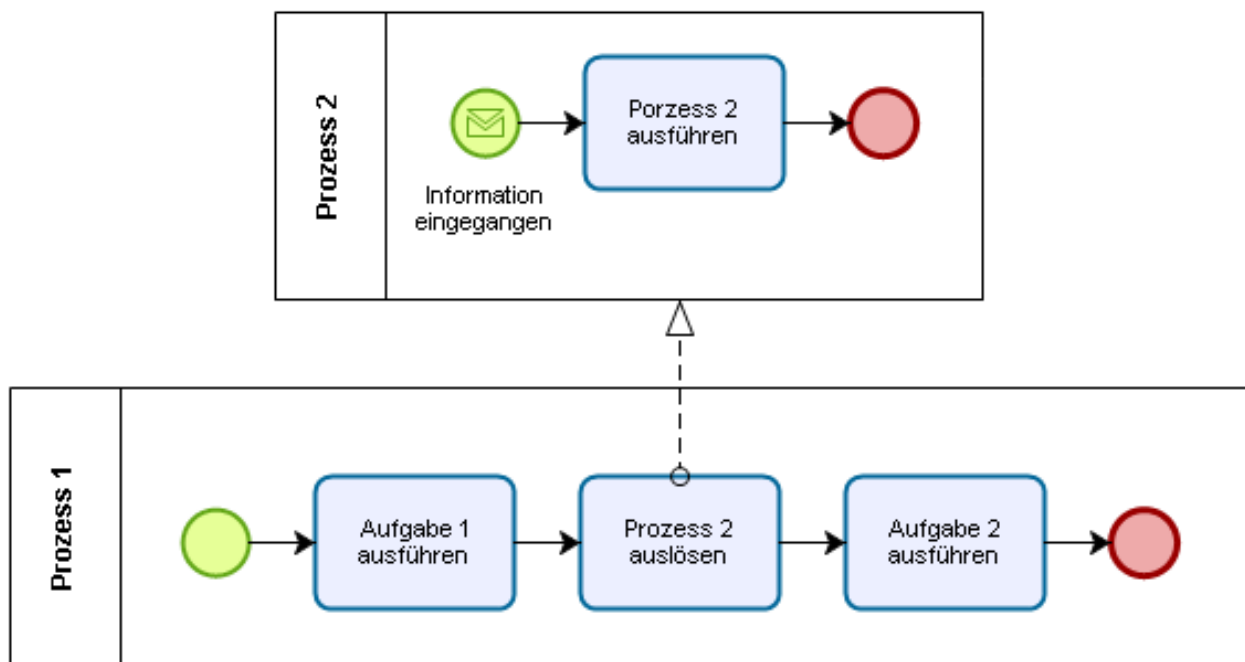 Prozess 2
Porzess 2
ausführen
Information
eingegangen
Prozess 1
Aufgabe 1
ausführen
Prozess 2
auslösen
Aufgabe 2
ausführen